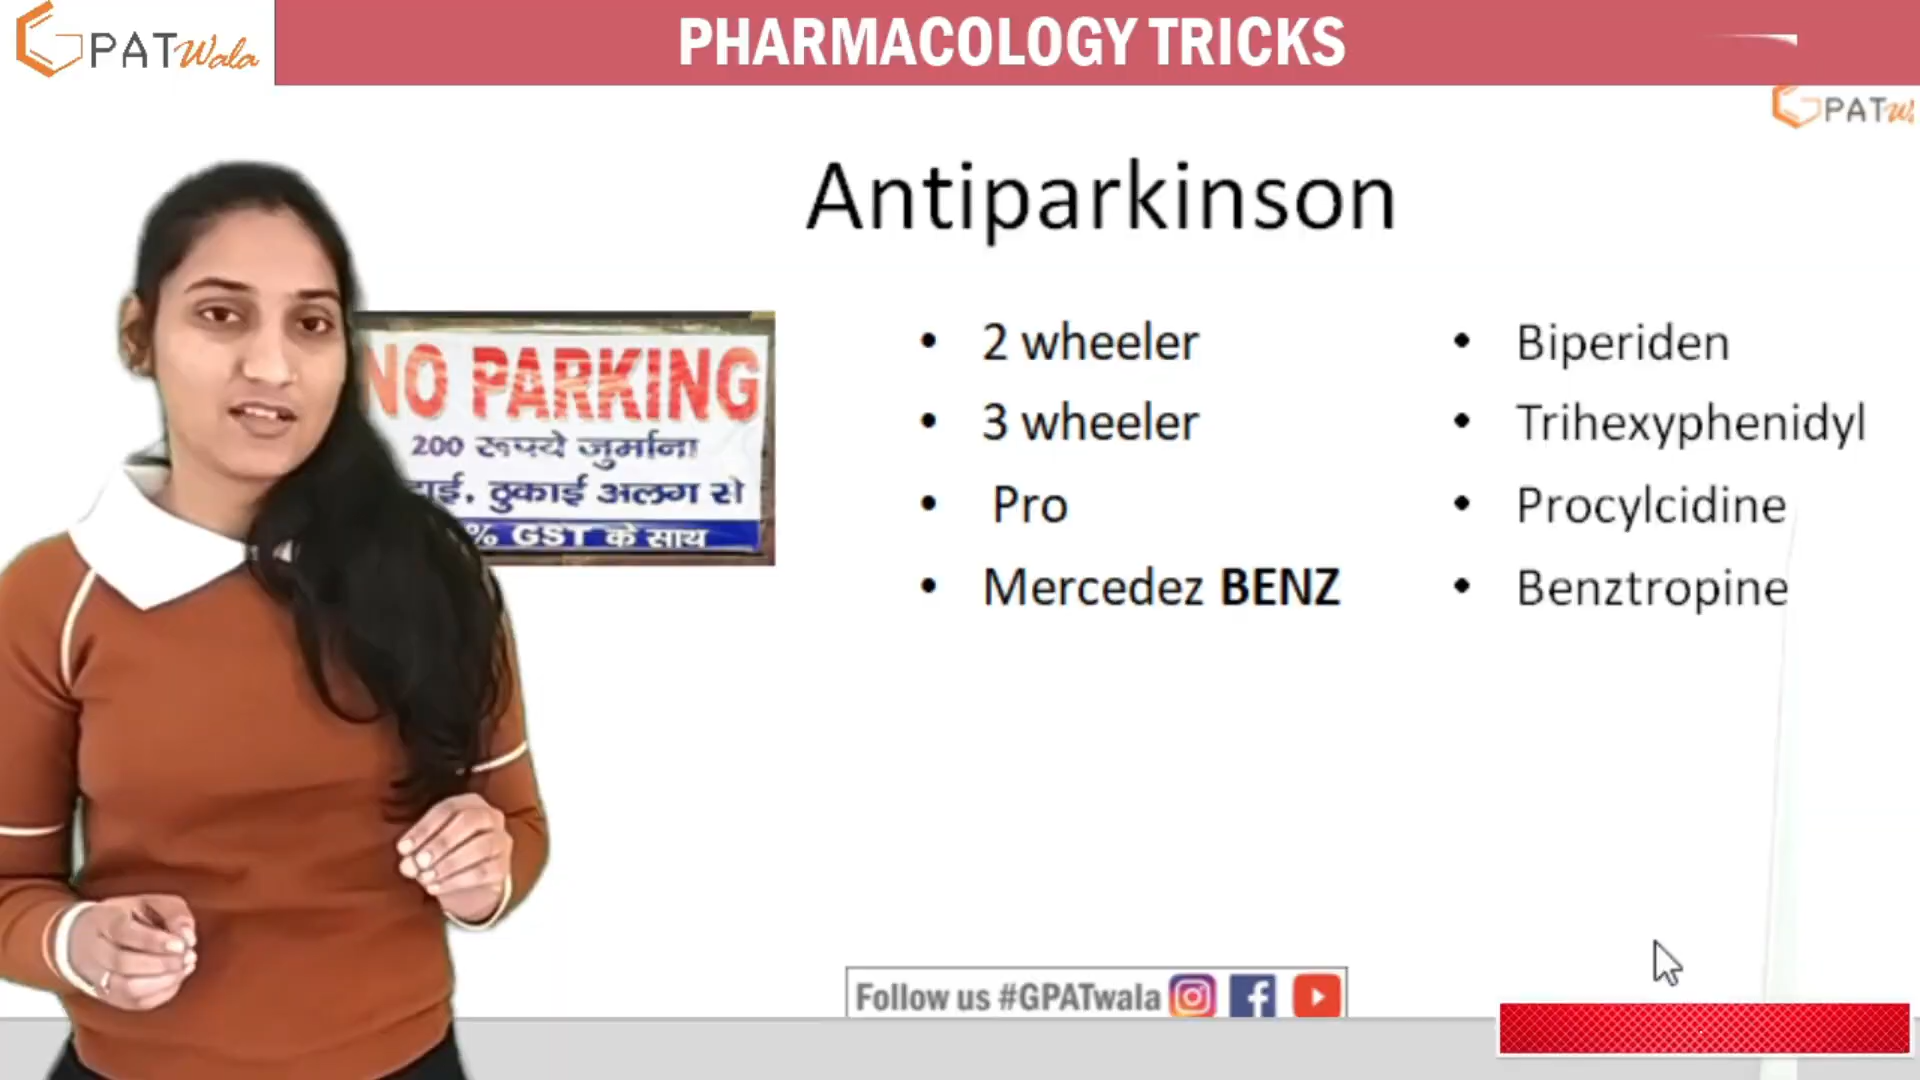 GPATWala
PHARMACOLOGY TRICKS
GPATW
Antiparkinson
NO PARKING
200 रूपये जुर्माना
ठुकाई अलग से
% GST के साथ
• 2 wheeler
• 3 wheeler
• Pro
• Mercedez BENZ
• Biperiden
• Trihexyphenidyl
• Procylcidine
• Benztropine
Follow us #GPATwala